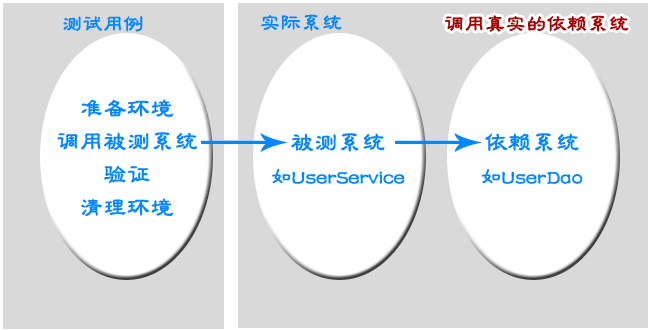 测试用例
准备环境
调用被测系统
验证
清理环境
实际系统
被测系统
如UserService
调用真实的依赖系统
依赖系统
如UserDao